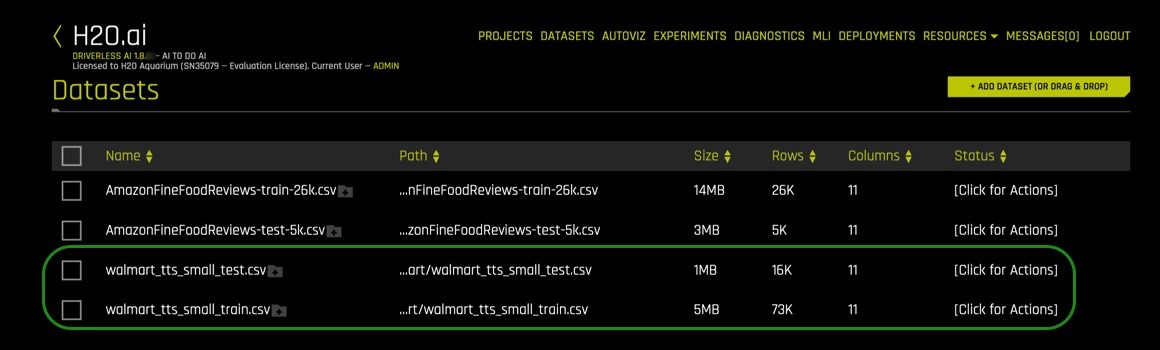 H2O.ai
PROJECTS DATASETS AUTOVIZ EXPERIMENTS DIAGNOSTICS MLI DEPLOYMENTS RESOURCES MESSAGES[0] LOGOUT
DRIVERLESS AI 1.8. – AI TO DO AI
Licensed to H2O Aquarium (SN35079 – Evaluation License). Current User – ADMIN
Datasets
+ ADD DATASET (OR DRAG & DROP)
Name Path Size Rows Columns Status
AmazonFineFoodReviews-train-26k.csv ...nFineFoodReviews-train-26k.csv 14MB 26K 11 [Click for Actions]
AmazonFineFoodReviews-test-5k.csv ...zonFineFoodReviews-test-5k.csv 3MB 5K 11 [Click for Actions]
walmart_tts_small_test.csv ...art/walmart_tts_small_test.csv 1MB 16K 11 [Click for Actions]
walmart_tts_small_train.csv ...rt/walmart_tts_small_train.csv 5MB 73K 11 [Click for Actions]